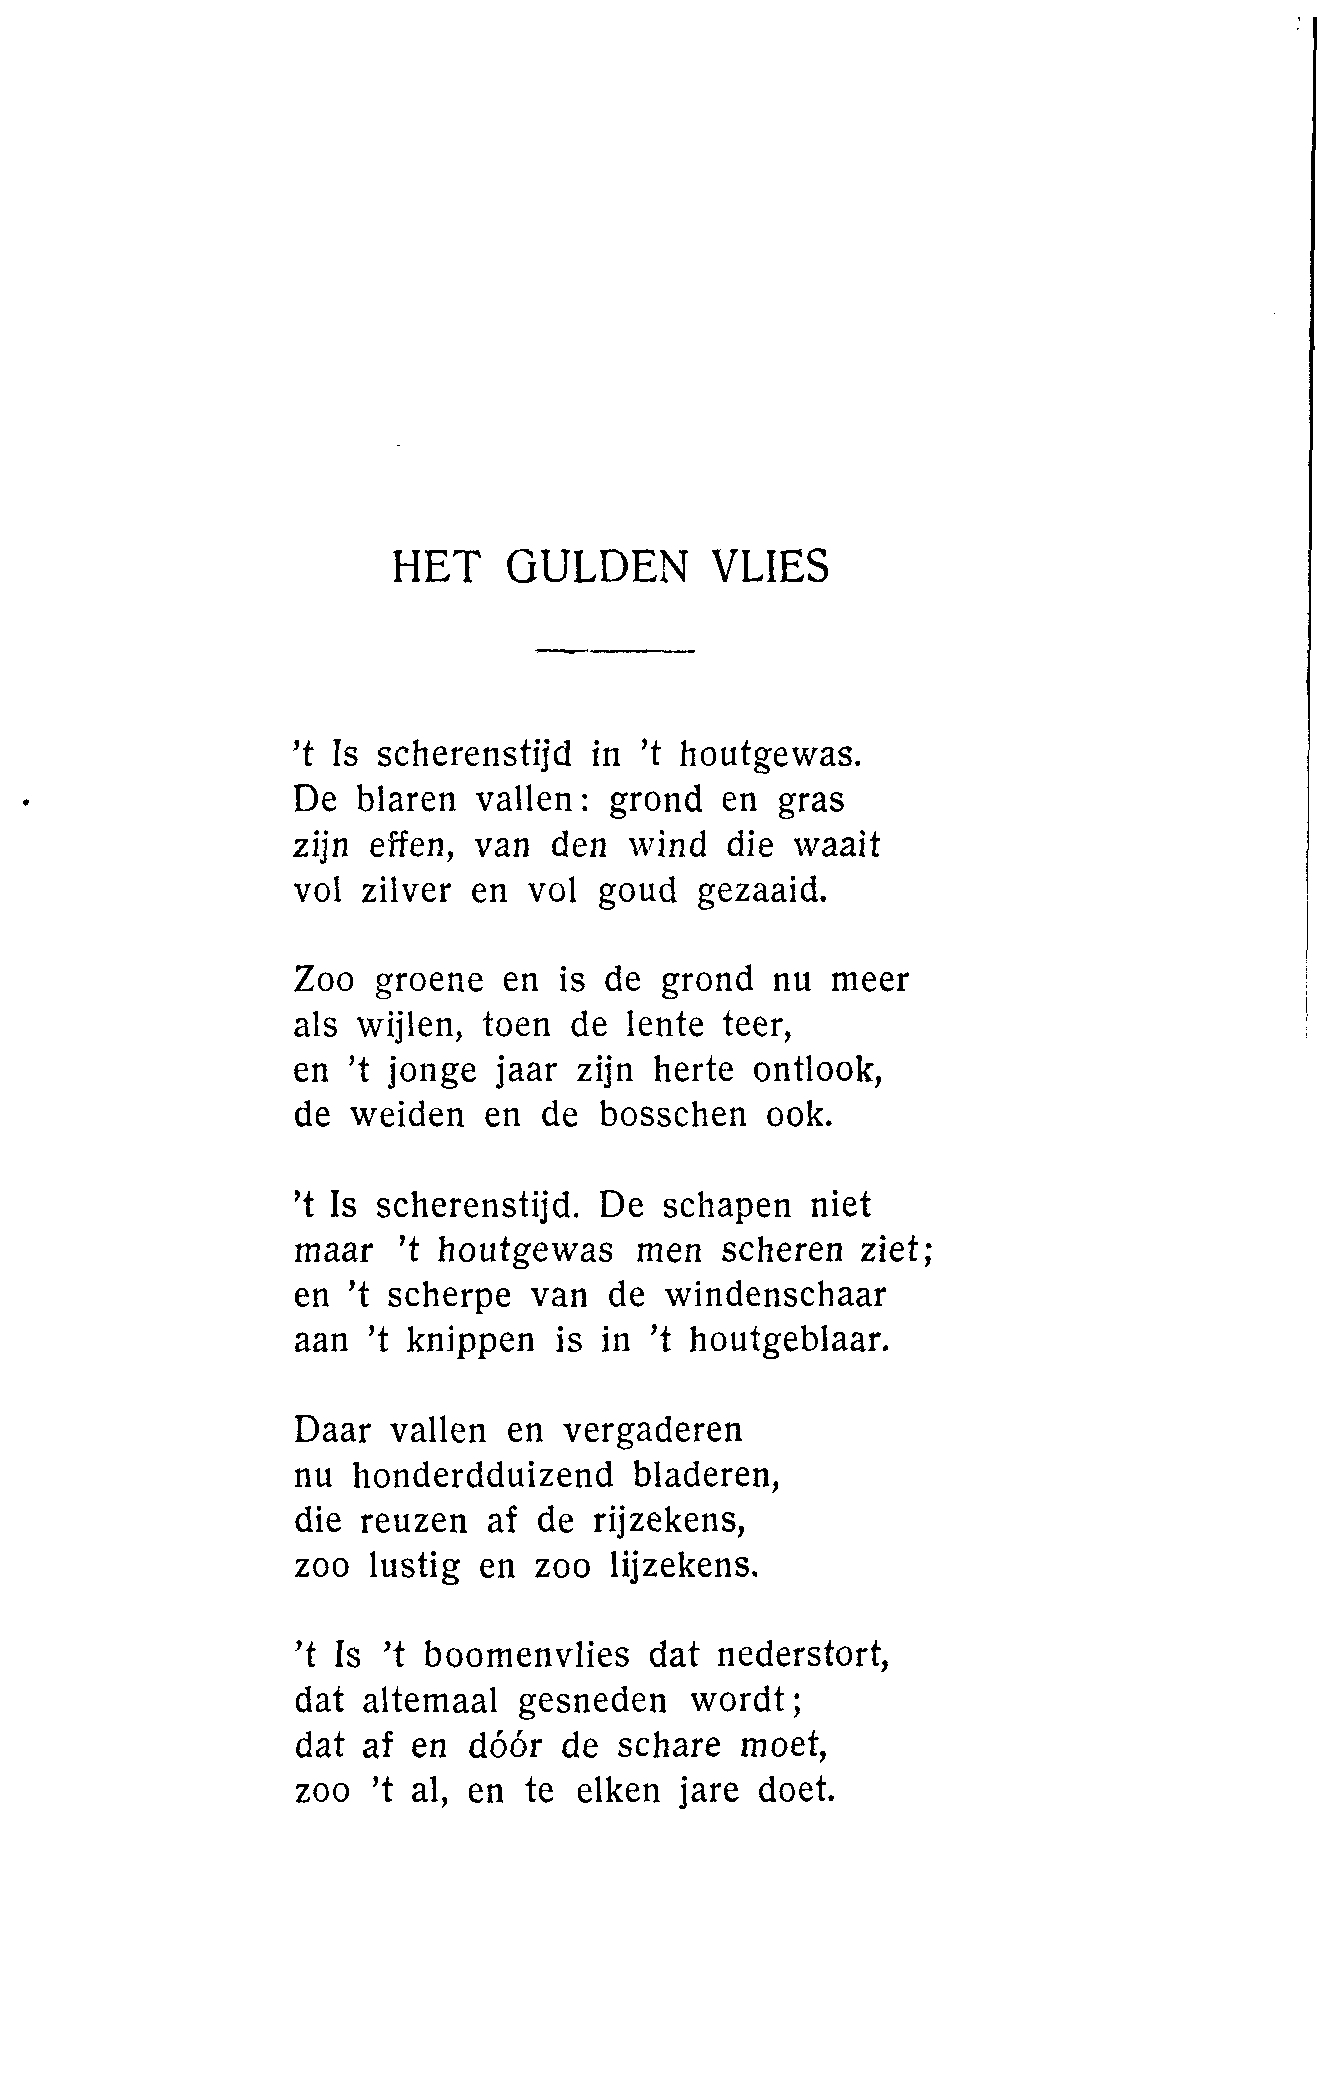 HET GULDEN VLIES
’t Is scherenstijd in ’t houtgewas.
De blaren vallen: grond en gras
zijn effen, van den wind die waait
vol zilver en vol goud gezaaid.
Zoo groene en is de grond nu meer
als wijlen, toen de lente teer,
en ’t jonge jaar zijn herte ontlook,
de weiden en de bosschen ook.
’t Is scherenstijd. De schapen niet
maar ’t houtgewas men scheren ziet;
en ’t scherpe van de windenschaar
aan ’t knippen is in ’t houtgeblaar.
Daar vallen en vergaderen
nu honderdduizend bladeren,
die reuzen af de rijzekens,
zoo lustig en zoo lijzekens.
’t Is ’t boomenvlies dat nederstort,
dat altemaal gesneden wordt;
dat af en dóór de schare moet,
zoo ’t al, en te elken jare doet.